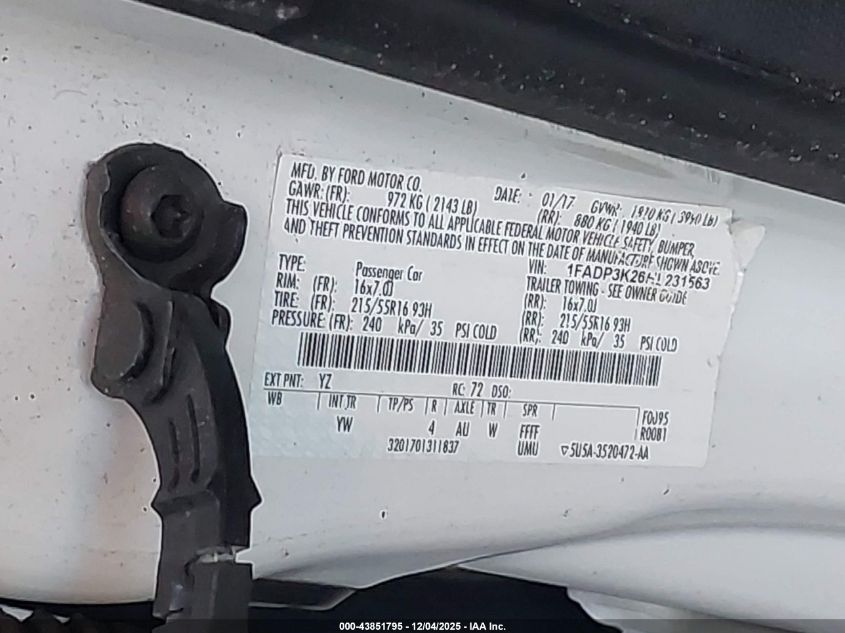 MFD. BY FORD MOTOR CO.
DATE: 01/17 GVWR: 1910 KG
GAWR: (FR): 972 KG ( 2143 LB) (RR): 880 KG ( 1940 LB)
THIS VEHICLE CONFORMS TO ALL APPLICABLE FEDERAL MOTOR VEHICLE SAFETY, BUMPER,
AND THEFT PREVENTION STANDARDS IN EFFECT ON THE DATE OF MANUFACTURE SHOWN ABOVE.
VIN:
TYPE: Passenger Car TRAILER TOWING - SEE OWNER GUIDE
RIM: (FR): 16x7.0J (RR): 16x7.0J
TIRE: (FR): 215/55R16 93H (RR): 215/55R16 93H
PRESSURE: (FR): 240 kPa/ 35 PSI COLD (RR): 240 kPa/ 35 PSI COLD
EXT PNT: YZ RC: 72 DSO:
WB INT TR TP/PS R AXLE TR SPR F0J95
YW 4 AU W FFFF R00B1
3201701311837 UMU 5U5A-3520472-AA
000-43851795 - 12/04/2025 - IAA Inc.